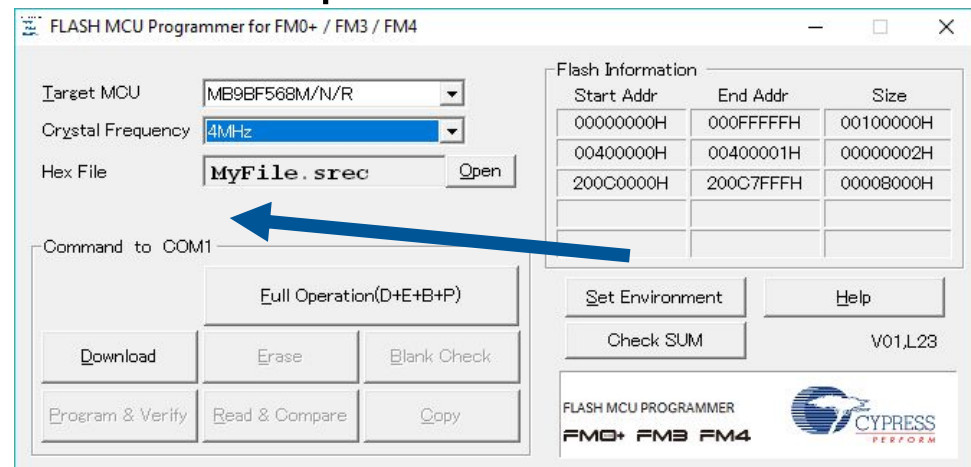 FLASH MCU Programmer for FM0+ / FM3 / FM4
Target MCU MB9BF568M/N/R
Crystal Frequency 4MHz
Hex File MyFile.srec Open
Flash Information
Start Addr End Addr Size
00000000H 000FFFFFH 00100000H
00400000H 00400001H 00000002H
200C0000H 200C7FFFH 00008000H
Command to COM1
Full Operation(D+E+B+P)
Download Erase Blank Check
Program & Verify Read & Compare Copy
Set Environment Help
Check SUM V01,L23
FLASH MCU PROGRAMMER
FM0+ FM3 FM4
CYPRESS
PERFORM